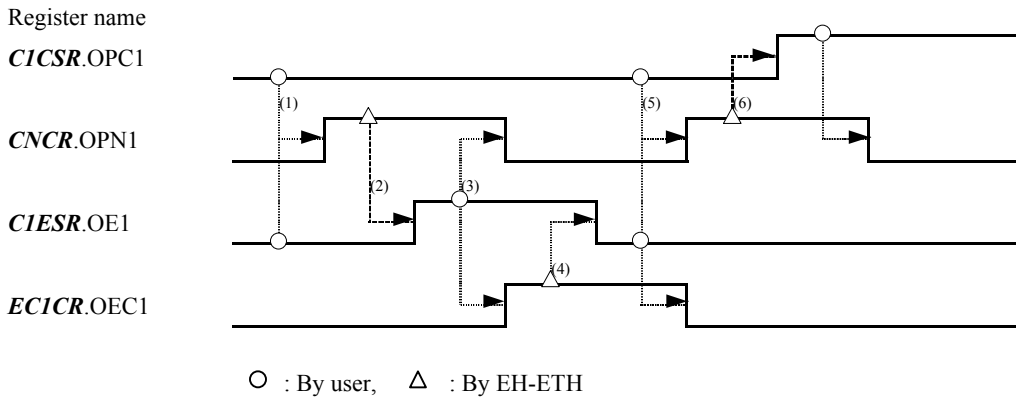 Register name
C1CSR.OPC1
(1)
(5)
(6)
CNCR.OPN1
(2)
(3)
C1ESR.OE1
(4)
EC1CR.OEC1
: By user, : By EH-ETH